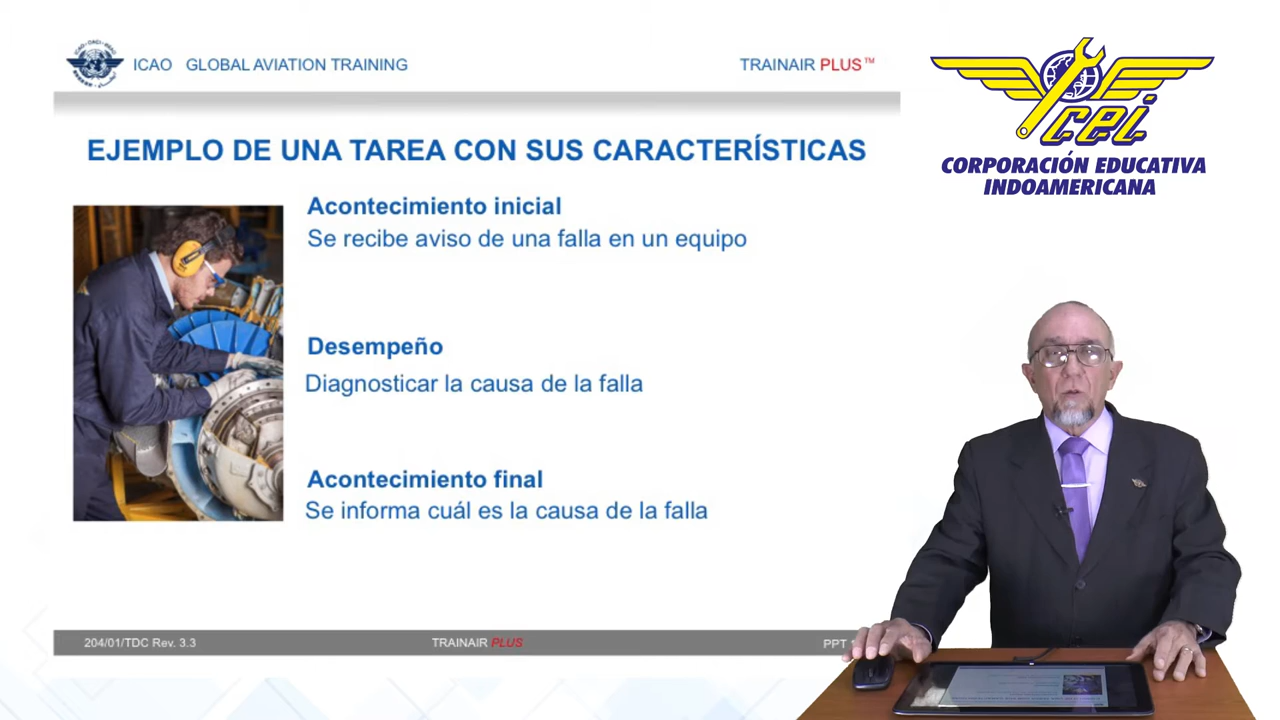 ICAO GLOBAL AVIATION TRAINING
TRAINAIR PLUS™
cei
CORPORACIÓN EDUCATIVA
INDOAMERICANA
EJEMPLO DE UNA TAREA CON SUS CARACTERÍSTICAS
Acontecimiento inicial
Se recibe aviso de una falla en un equipo
Desempeño
Diagnosticar la causa de la falla
Acontecimiento final
Se informa cuál es la causa de la falla
204/01/TDC Rev. 3.3
TRAINAIR PLUS
PPT